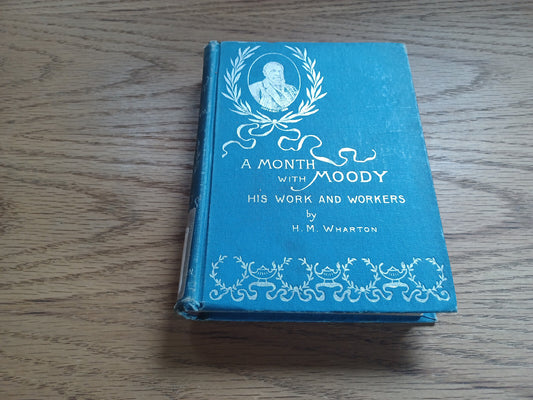 A MONTH
WITH MOODY
HIS WORK AND WORKERS
by
H. M. WHARTON